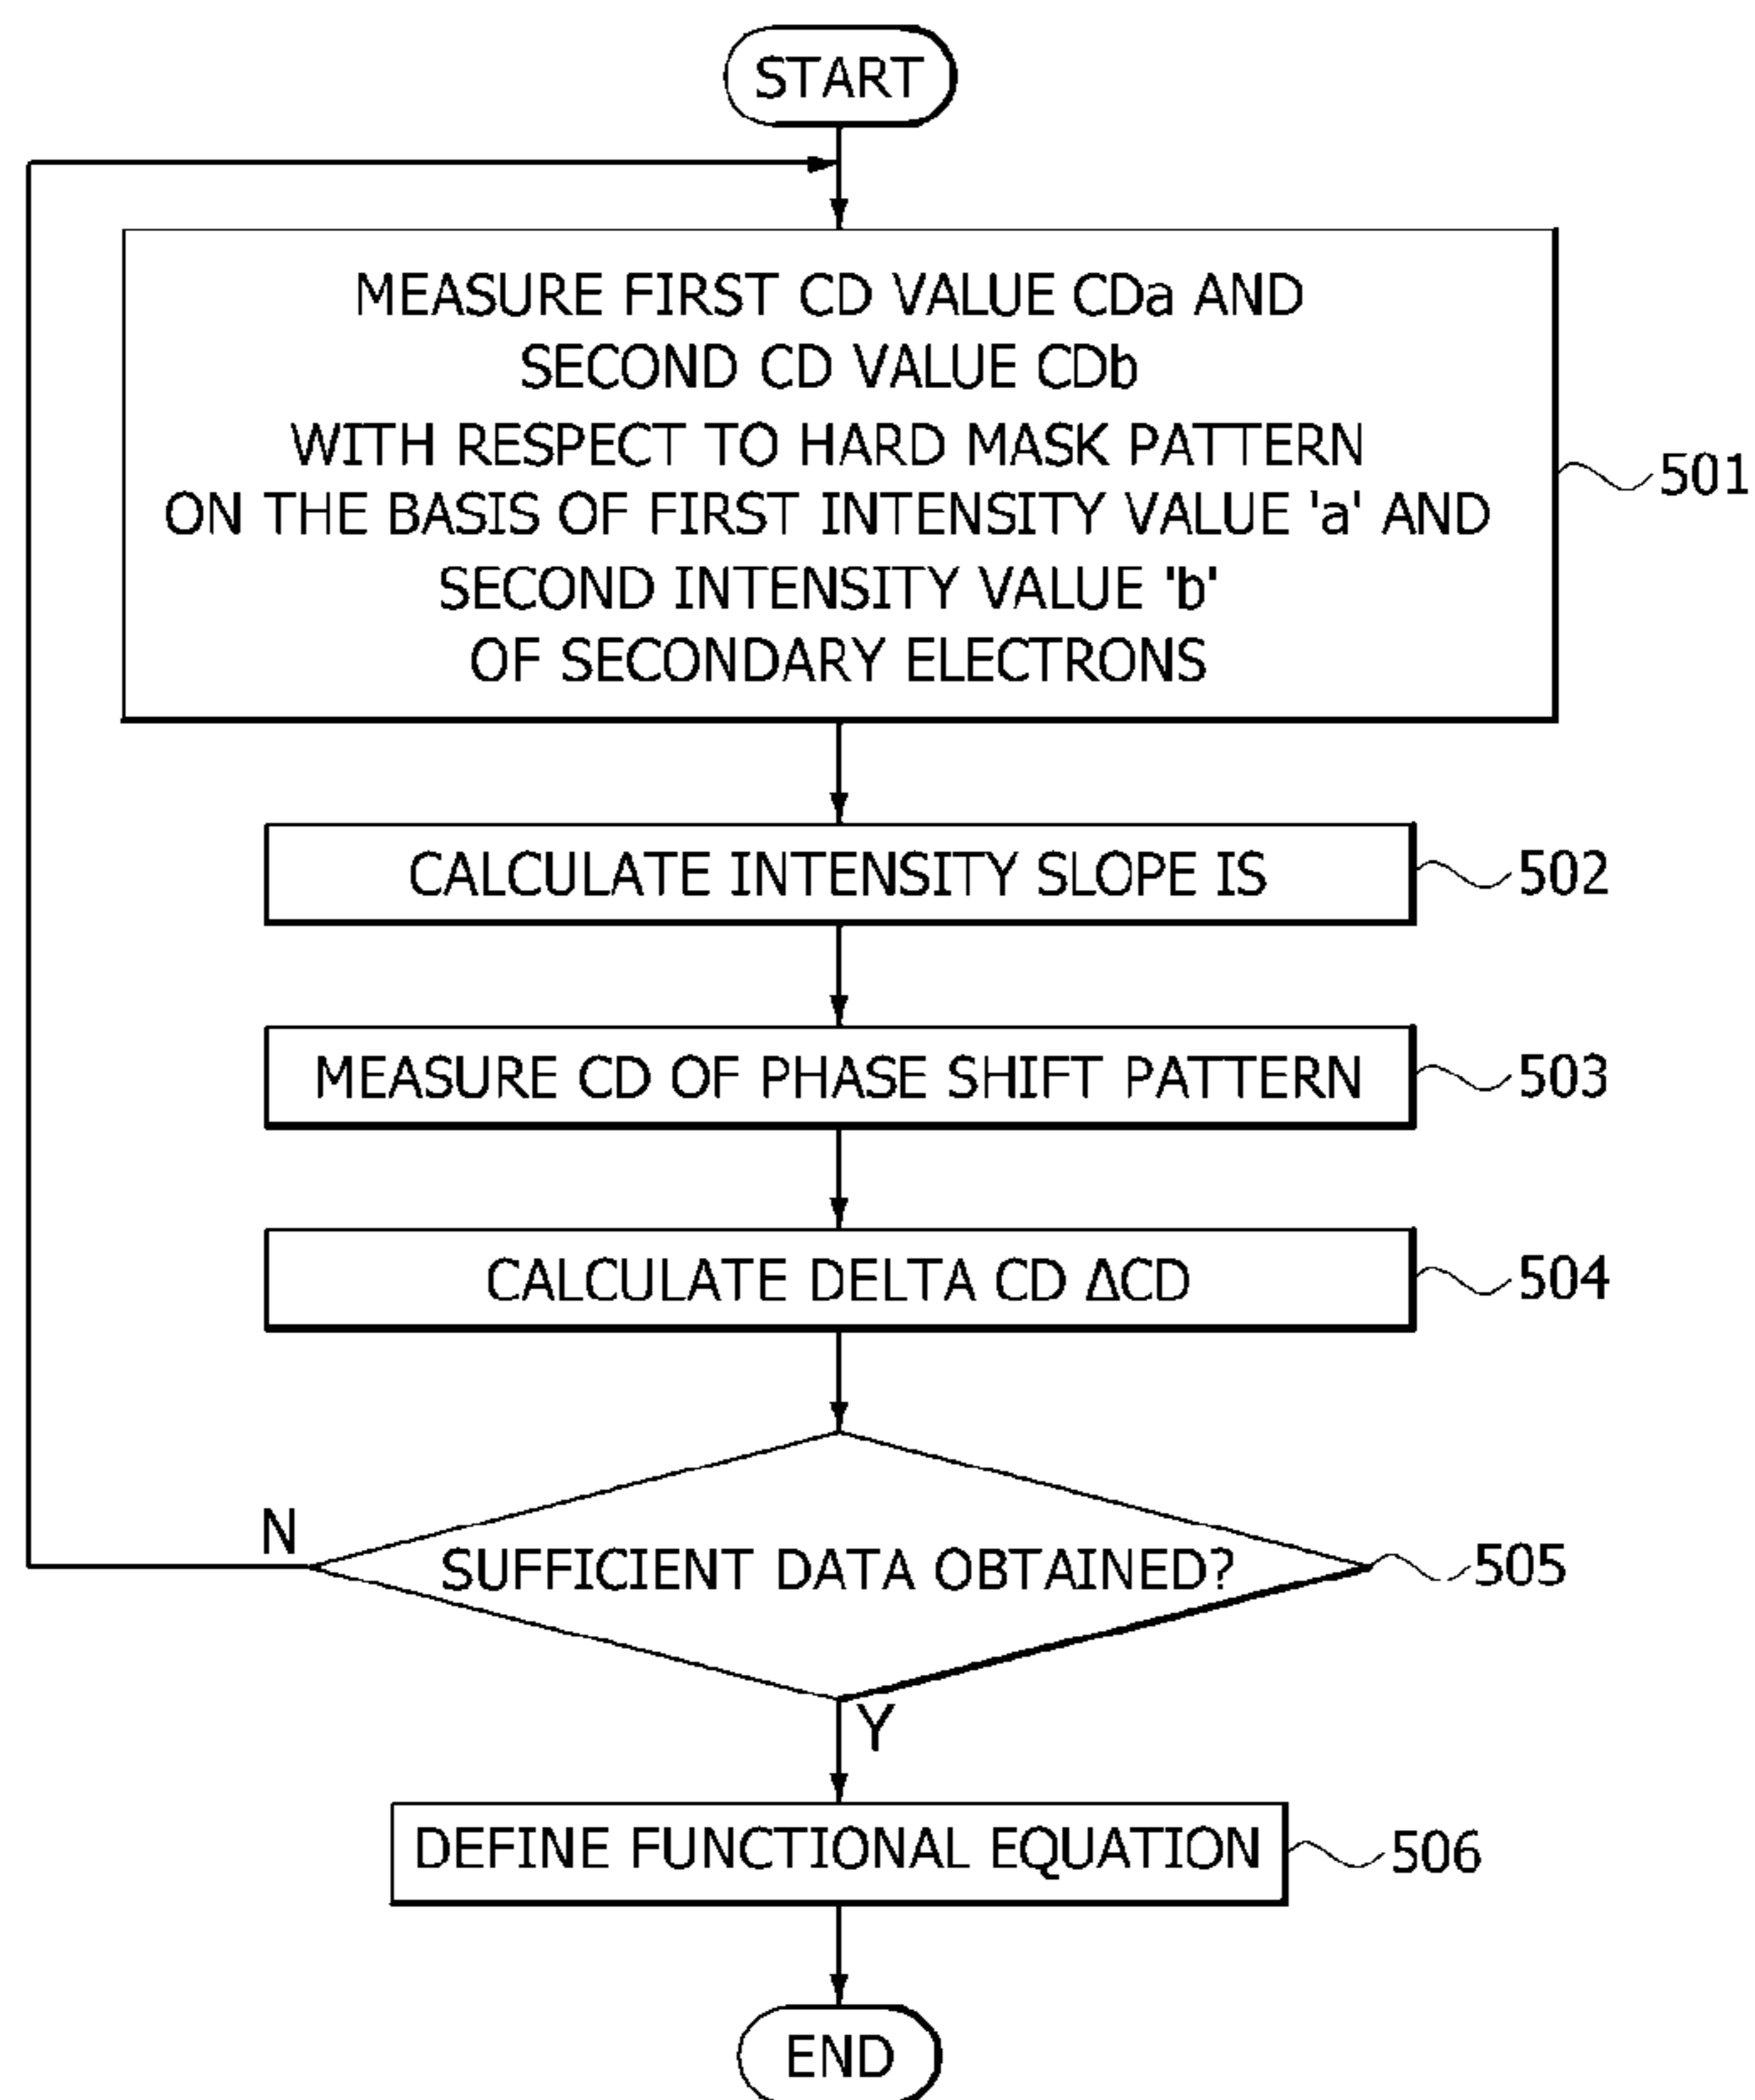 START
MEASURE FIRST CD VALUE CDa AND
SECOND CD VALUE CDb
WITH RESPECT TO HARD MASK PATTERN
ON THE BASIS OF FIRST INTENSITY VALUE 'a' AND
SECOND INTENSITY VALUE 'b'
OF SECONDARY ELECTRONS
501
CALCULATE INTENSITY SLOPE IS
502
MEASURE CD OF PHASE SHIFT PATTERN
503
CALCULATE DELTA CD ΔCD
504
N
SUFFICIENT DATA OBTAINED?
505
Y
DEFINE FUNCTIONAL EQUATION
506
END